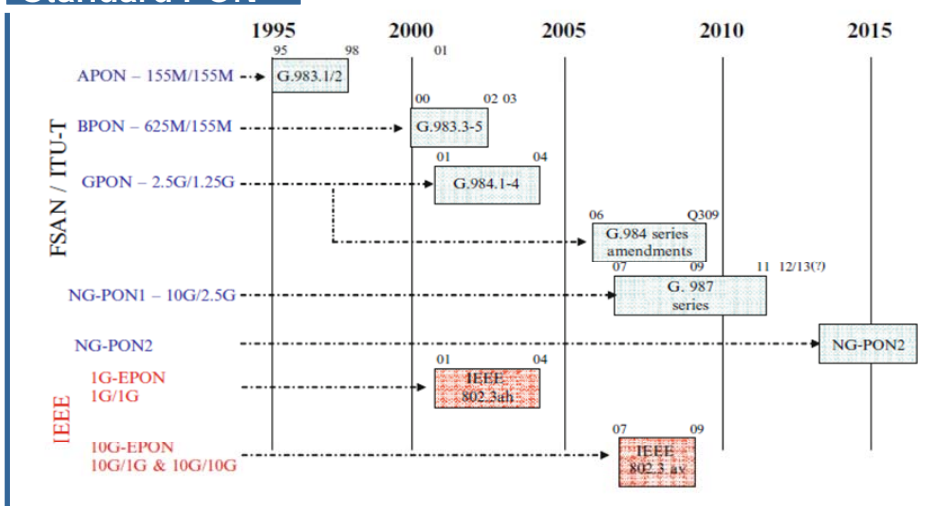 Standard PON
1995 2000 2005 2010 2015
95 98 01
APON – 155M/155M G.983.1/2
00 02 03
BPON – 625M/155M G.983.3-5
01 04
GPON – 2.5G/1.25G G.984.1-4
06 Q309
G.984 series
amendments
07 09 11 12/13(?)
NG-PON1 – 10G/2.5G G. 987
series
NG-PON2 NG-PON2
01 04
1G-EPON IEEE
1G/1G 802.3ah
07 09
10G-EPON IEEE
10G/1G & 10G/10G 802.3 av
FSAN / ITU-T
IEEE